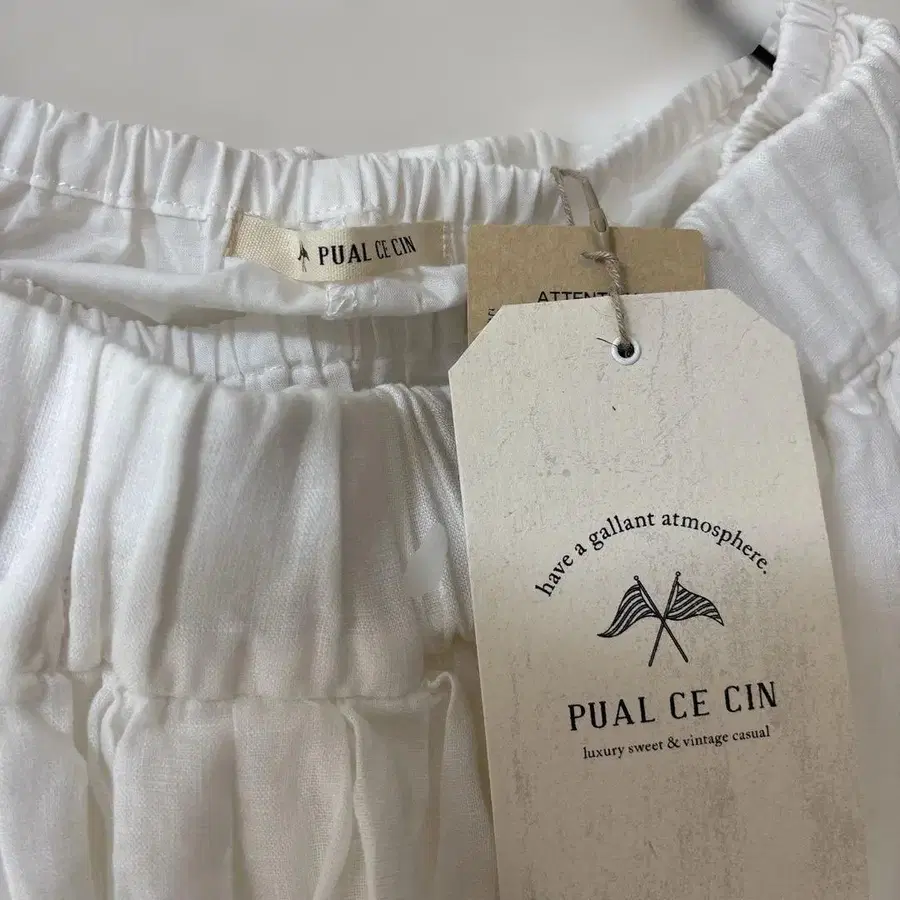 PUAL CE CIN
have a gallant atmosphere.
PUAL CE CIN
luxury sweet & vintage casual